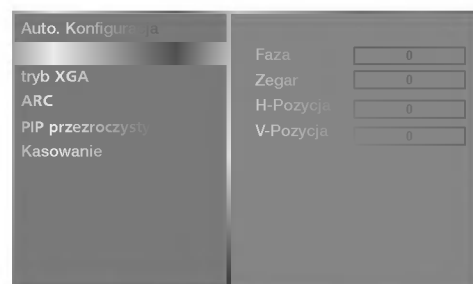 Auto. Konfiguracja
tryb XGA
ARC
PIP przezroczysty
Kasowanie
Faza 0
Zegar 0
H-Pozycja 0
V-Pozycja 0